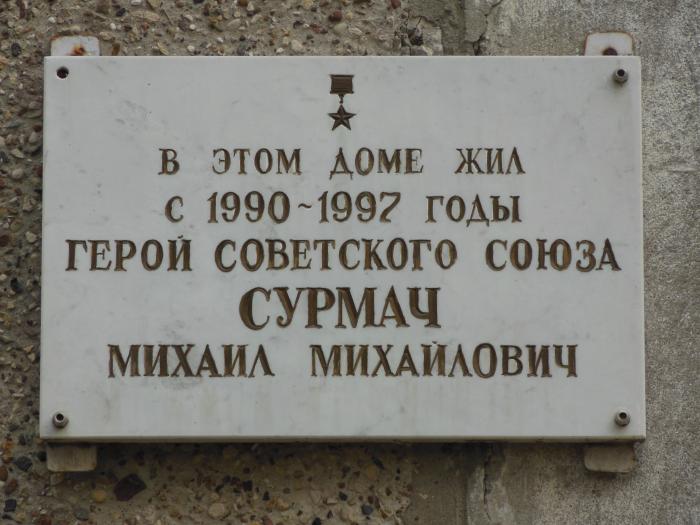 В ЭТОМ ДОМЕ ЖИЛ
С 1990~1997 ГОДЫ
ГЕРОЙ СОВЕТСКОГО СОЮЗА
СУРМАЧ
МИХАИЛ МИХАЙЛОВИЧ